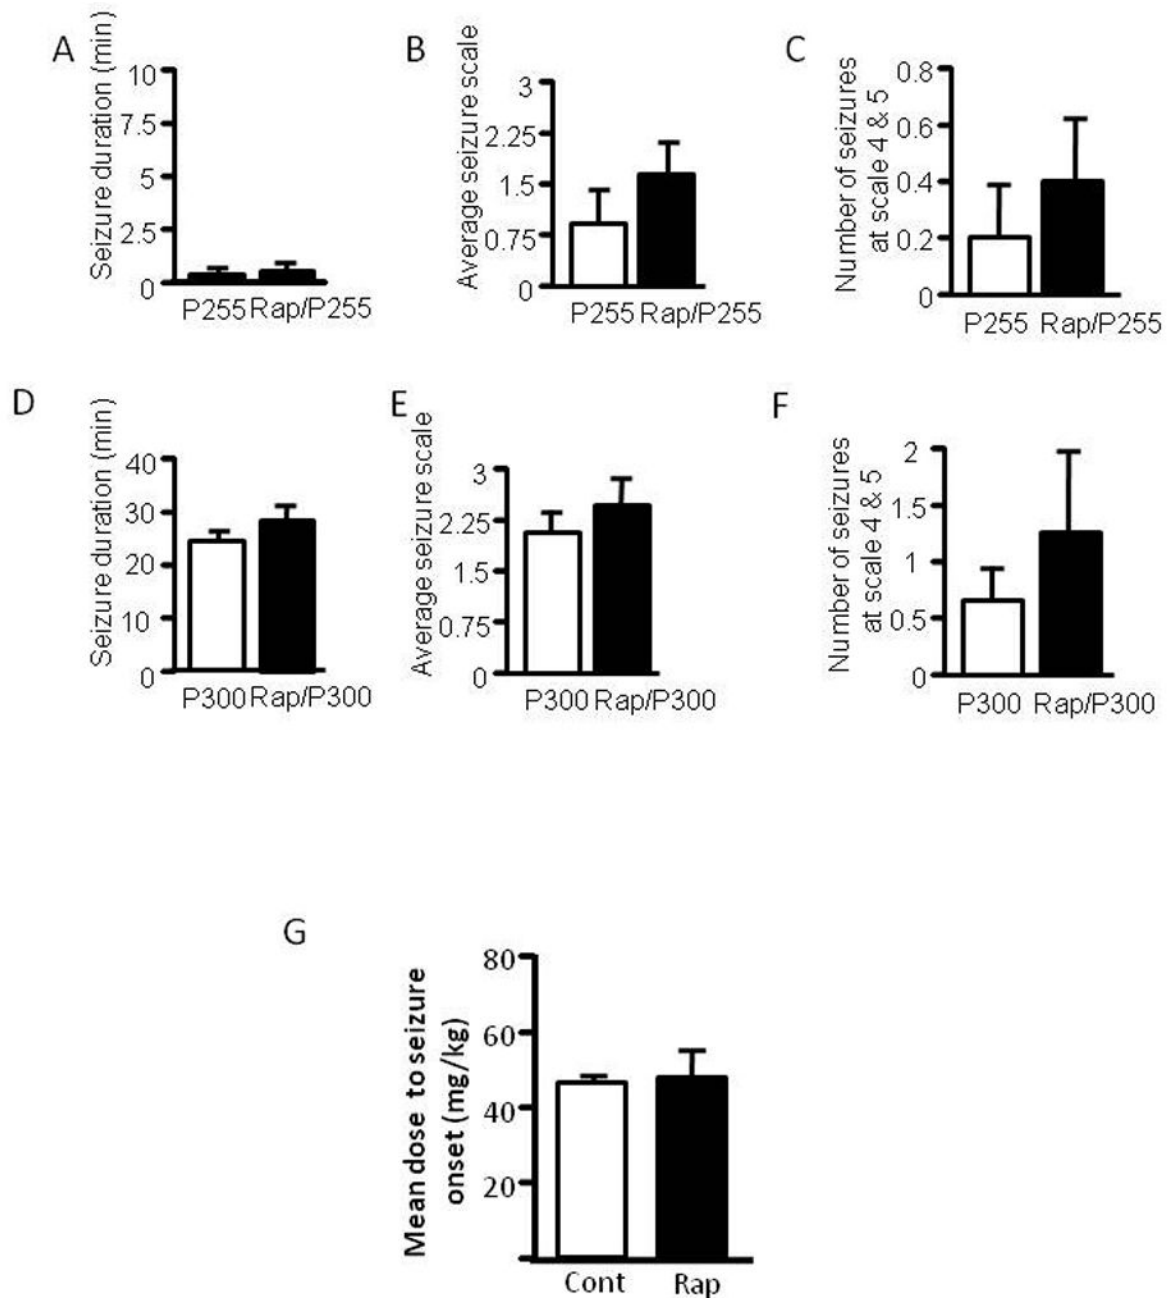 A
Seizure duration (min)
10
7.5
5
2.5
0
P255 Rap/P255
B
Average seizure scale
3
2.25
1.5
0.75
0
P255 Rap/P255
C
Number of seizures
at scale 4 & 5
0.8
0.6
0.4
0.2
0
P255 Rap/P255
D
Seizure duration (min)
40
30
20
10
0
P300 Rap/P300
E
Average seizure scale
3
2.25
1.5
0.75
0
P300 Rap/P300
F
Number of seizures
at scale 4 & 5
2
1.5
1
0.5
0
P300 Rap/P300
G
Mean dose to seizure
onset (mg/kg)
80
60
40
20
Cont Rap